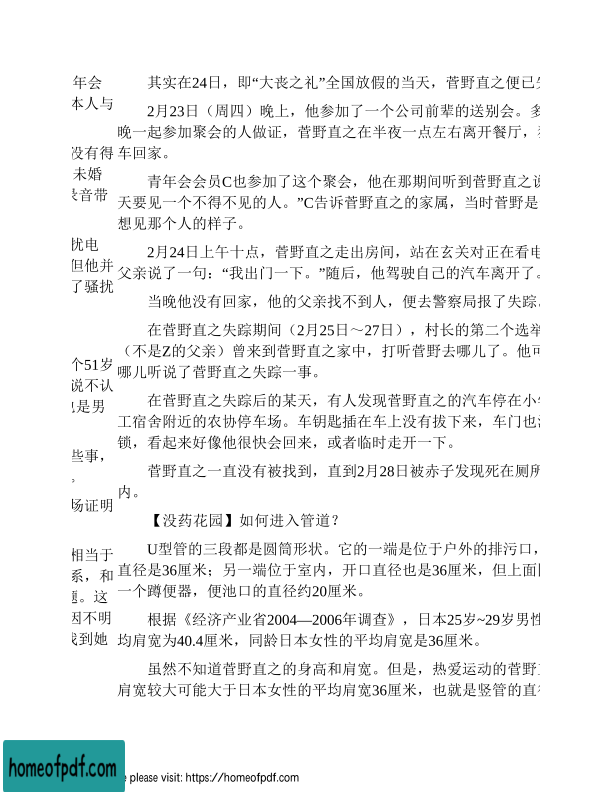 年会
本人与
没有得
未婚
录音带
扰电
但他并
了骚扰
个51岁
说不认
也是男
些事，
。
场证明
相当于
系，和
题。这
因不明
找到她
其实在24日，即“大丧之礼”全国放假的当天，菅野直之便已
2月23日（周四）晚上，他参加了一个公司前辈的送别会。多
晚一起参加聚会的人做证，菅野直之在半夜一点左右离开餐厅，
车回家。
青年会会员C也参加了这个聚会，他在那期间听到菅野直之说
天要见一个不得不见的人。”C告诉菅野直之的家属，当时菅野是
想见那个人的样子。
2月24日上午十点，菅野直之走出房间，站在玄关对正在看电
父亲说了一句：“我出门一下。”随后，他驾驶自己的汽车离开了。
当晚他没有回家，他的父亲找不到人，便去警察局报了失踪
在菅野直之失踪期间（2月25日～27日），村长的第二个选举
（不是Z的父亲）曾来到菅野直之家中，打听菅野去哪儿了。他可
哪儿听说了菅野直之失踪一事。
在菅野直之失踪后的某天，有人发现菅野直之的汽车停在小
工宿舍附近的农协停车场。车钥匙插在车上没有拔下来，车门也没
锁，看起来好像他很快会回来，或者临时走开一下。
菅野直之一直没有被找到，直到2月28日被赤子发现死在厕所
内。
【没药花园】如何进入管道？
U型管的三段都是圆筒形状。它的一端是位于户外的排污口，
直径是36厘米；另一端位于室内，开口直径也是36厘米，但上面
一个蹲便器，便池口的直径约20厘米。
根据《经济产业省2004—2006年调查》，日本25岁~29岁男性
均肩宽为40.4厘米，同龄日本女性的平均肩宽是36厘米。
虽然不知道菅野直之的身高和肩宽。但是，热爱运动的菅野
肩宽较大可能大于日本女性的平均肩宽36厘米，也就是竖管的直径
homeofpdf.com
e please visit: https://homeofpdf.com